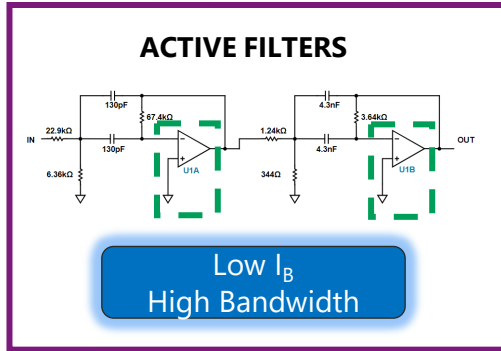 ACTIVE FILTERS
130pF
4.3nF
67.4kΩ
3.64kΩ
IN
22.9kΩ
1.24kΩ
OUT
130pF
4.3nF
U1A
U1B
6.36kΩ
344Ω
Low IB
High Bandwidth